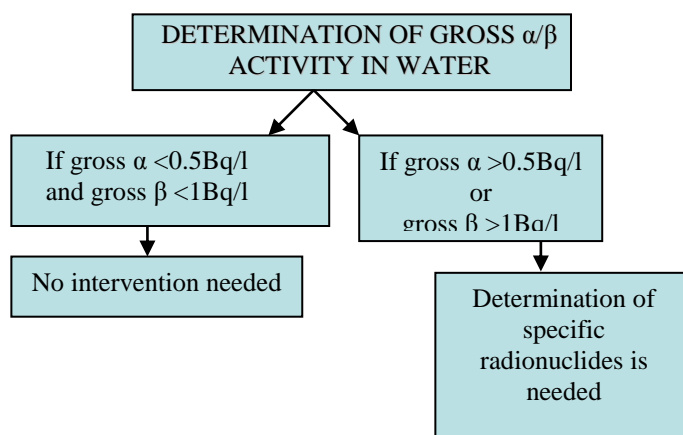 DETERMINATION OF GROSS α/β
ACTIVITY IN WATER
If gross α <0.5Bq/l
and gross β <1Bq/l
If gross α >0.5Bq/l
or
gross β >1Bq/l
No intervention needed
Determination of
specific
radionuclides is
needed